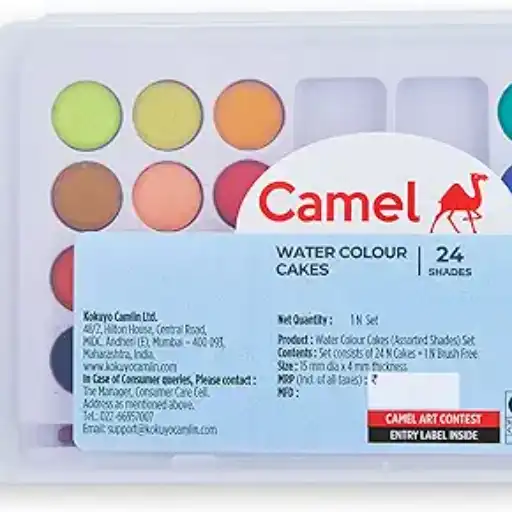 Camel
WATER COLOUR
CAKES
24
SHADES
Kokuyo Camlin Ltd.
48/2, Hilton House, Central Road,
MIDC, Andheri (E), Mumbai - 400 093,
Maharashtra, India.
www.kokuyocamlin.com
In Case of Consumer queries, Please contact :
The Manager, Consumer Care Cell.
Address as mentioned above.
Tel.: 022-66957007
Email: support@kokuyocamlin.com
Net Quantity : 1 N Set
Product : Water Colour Cakes (Assorted Shades) Set
Contents : Set consists of 24 N Cakes + 1 N Brush Free
Size : 15 mm dia x 4 mm thickness
MRP (Incl. of all taxes) : ₹
MFD :
CAMEL ART CONTEST
ENTRY LABEL INSIDE